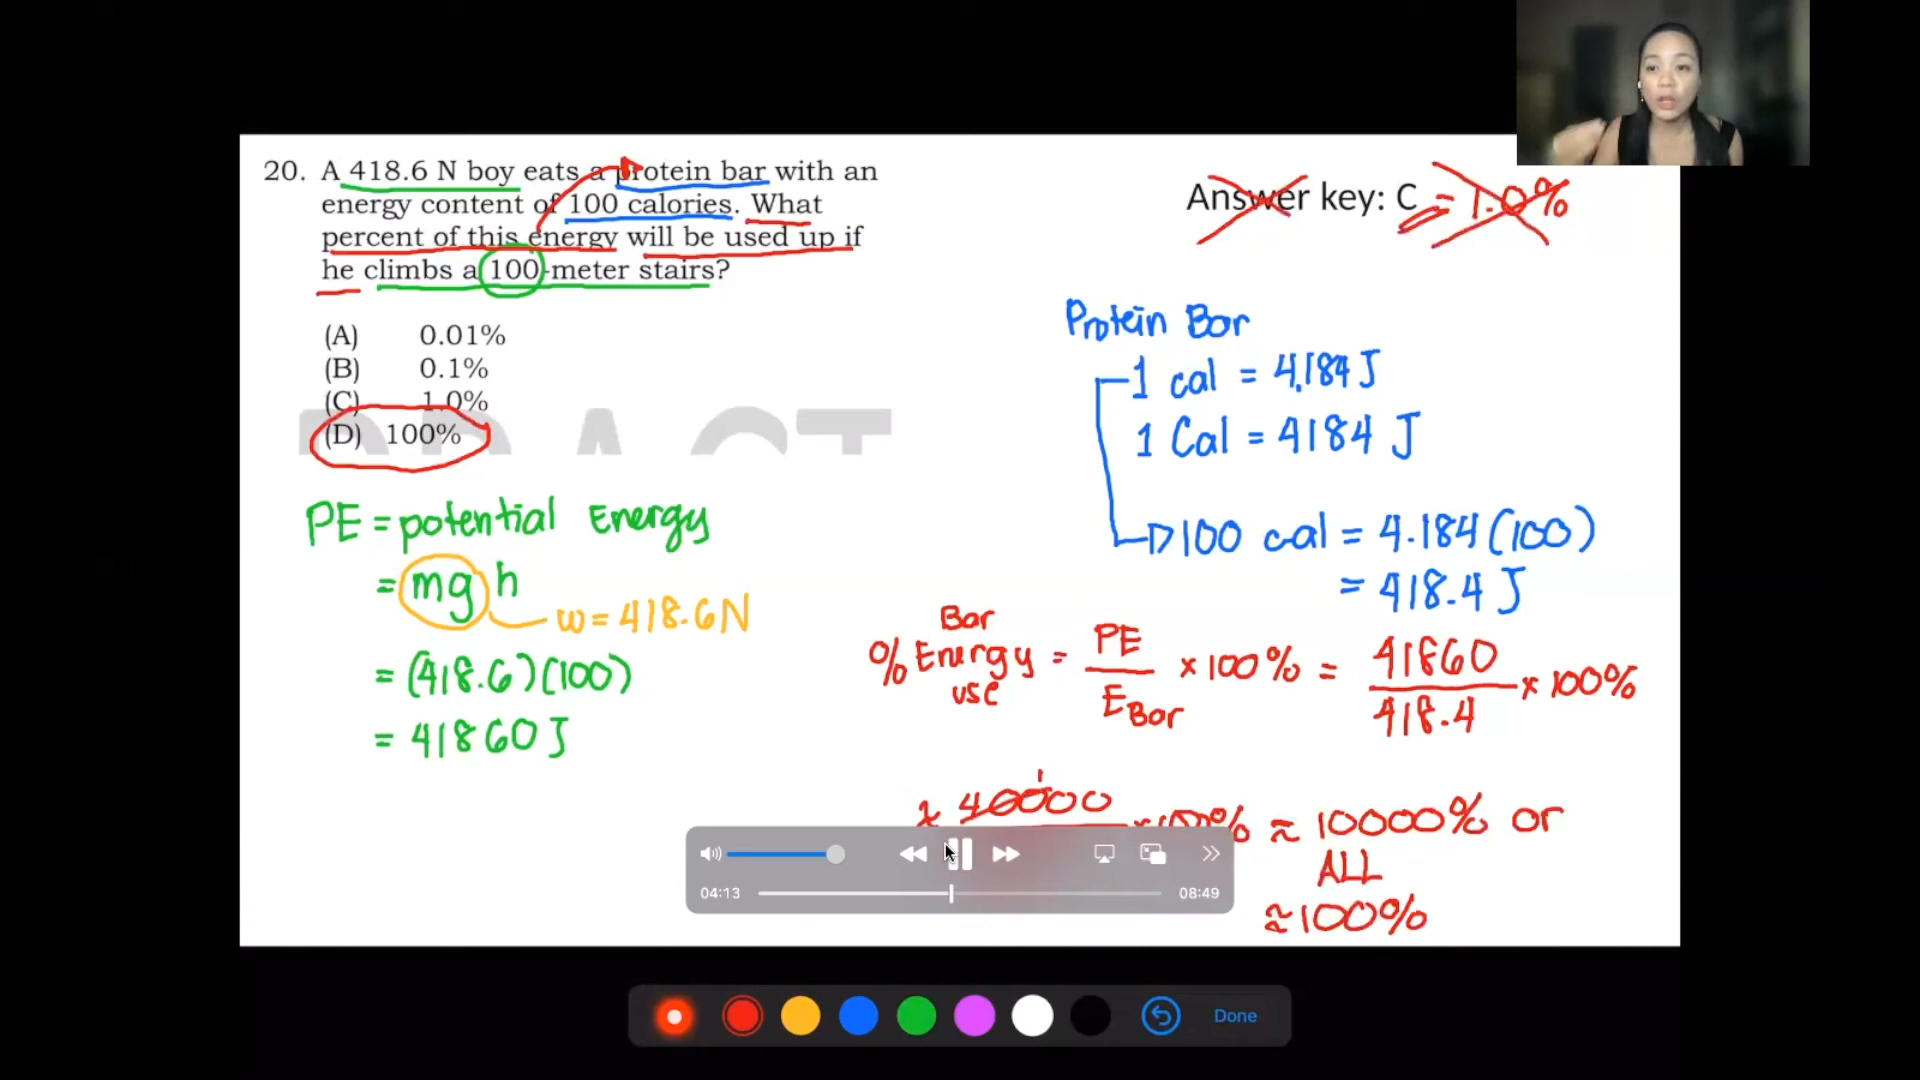 20. A 418.6 N boy eats a protein bar with an
energy content of 100 calories. What
percent of this energy will be used up if
he climbs a 100-meter stairs?
(A) 0.01%
(B) 0.1%
(C) 1.0%
(D) 100%
PE = potential Energy
= mgh
w = 418.6N
= (418.6)(100)
= 41860 J
Answer key: C = 1.0%
Protein Bar
1 cal = 4.184 J
1 Cal = 4184 J
100 cal = 4.184 (100)
= 418.4 J
% Bar Energy use = PE / E Bar × 100% = 41860 / 418.4 × 100%
≈ 40000 × 100% ≈ 10000% or
ALL
≈ 100%
04:13 08:49
Done